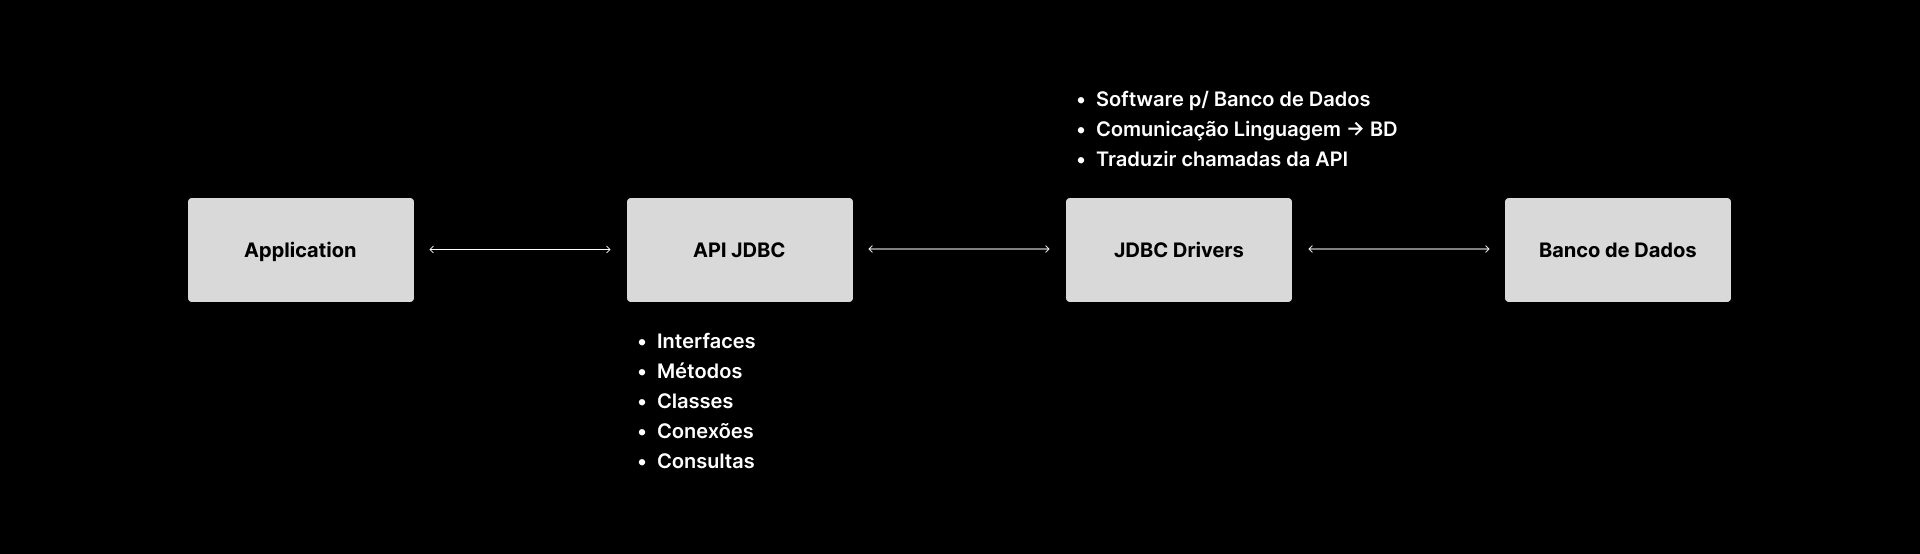 • Software p/ Banco de Dados
• Comunicação Linguagem → BD
• Traduzir chamadas da API
Application
API JDBC
JDBC Drivers
Banco de Dados
• Interfaces
• Métodos
• Classes
• Conexões
• Consultas